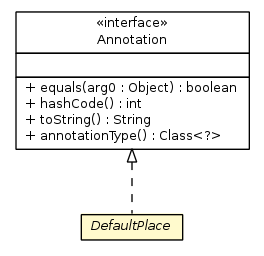 «interface»
Annotation
+ equals(arg0 : Object) : boolean
+ hashCode() : int
+ toString() : String
+ annotationType() : Class<?>
DefaultPlace